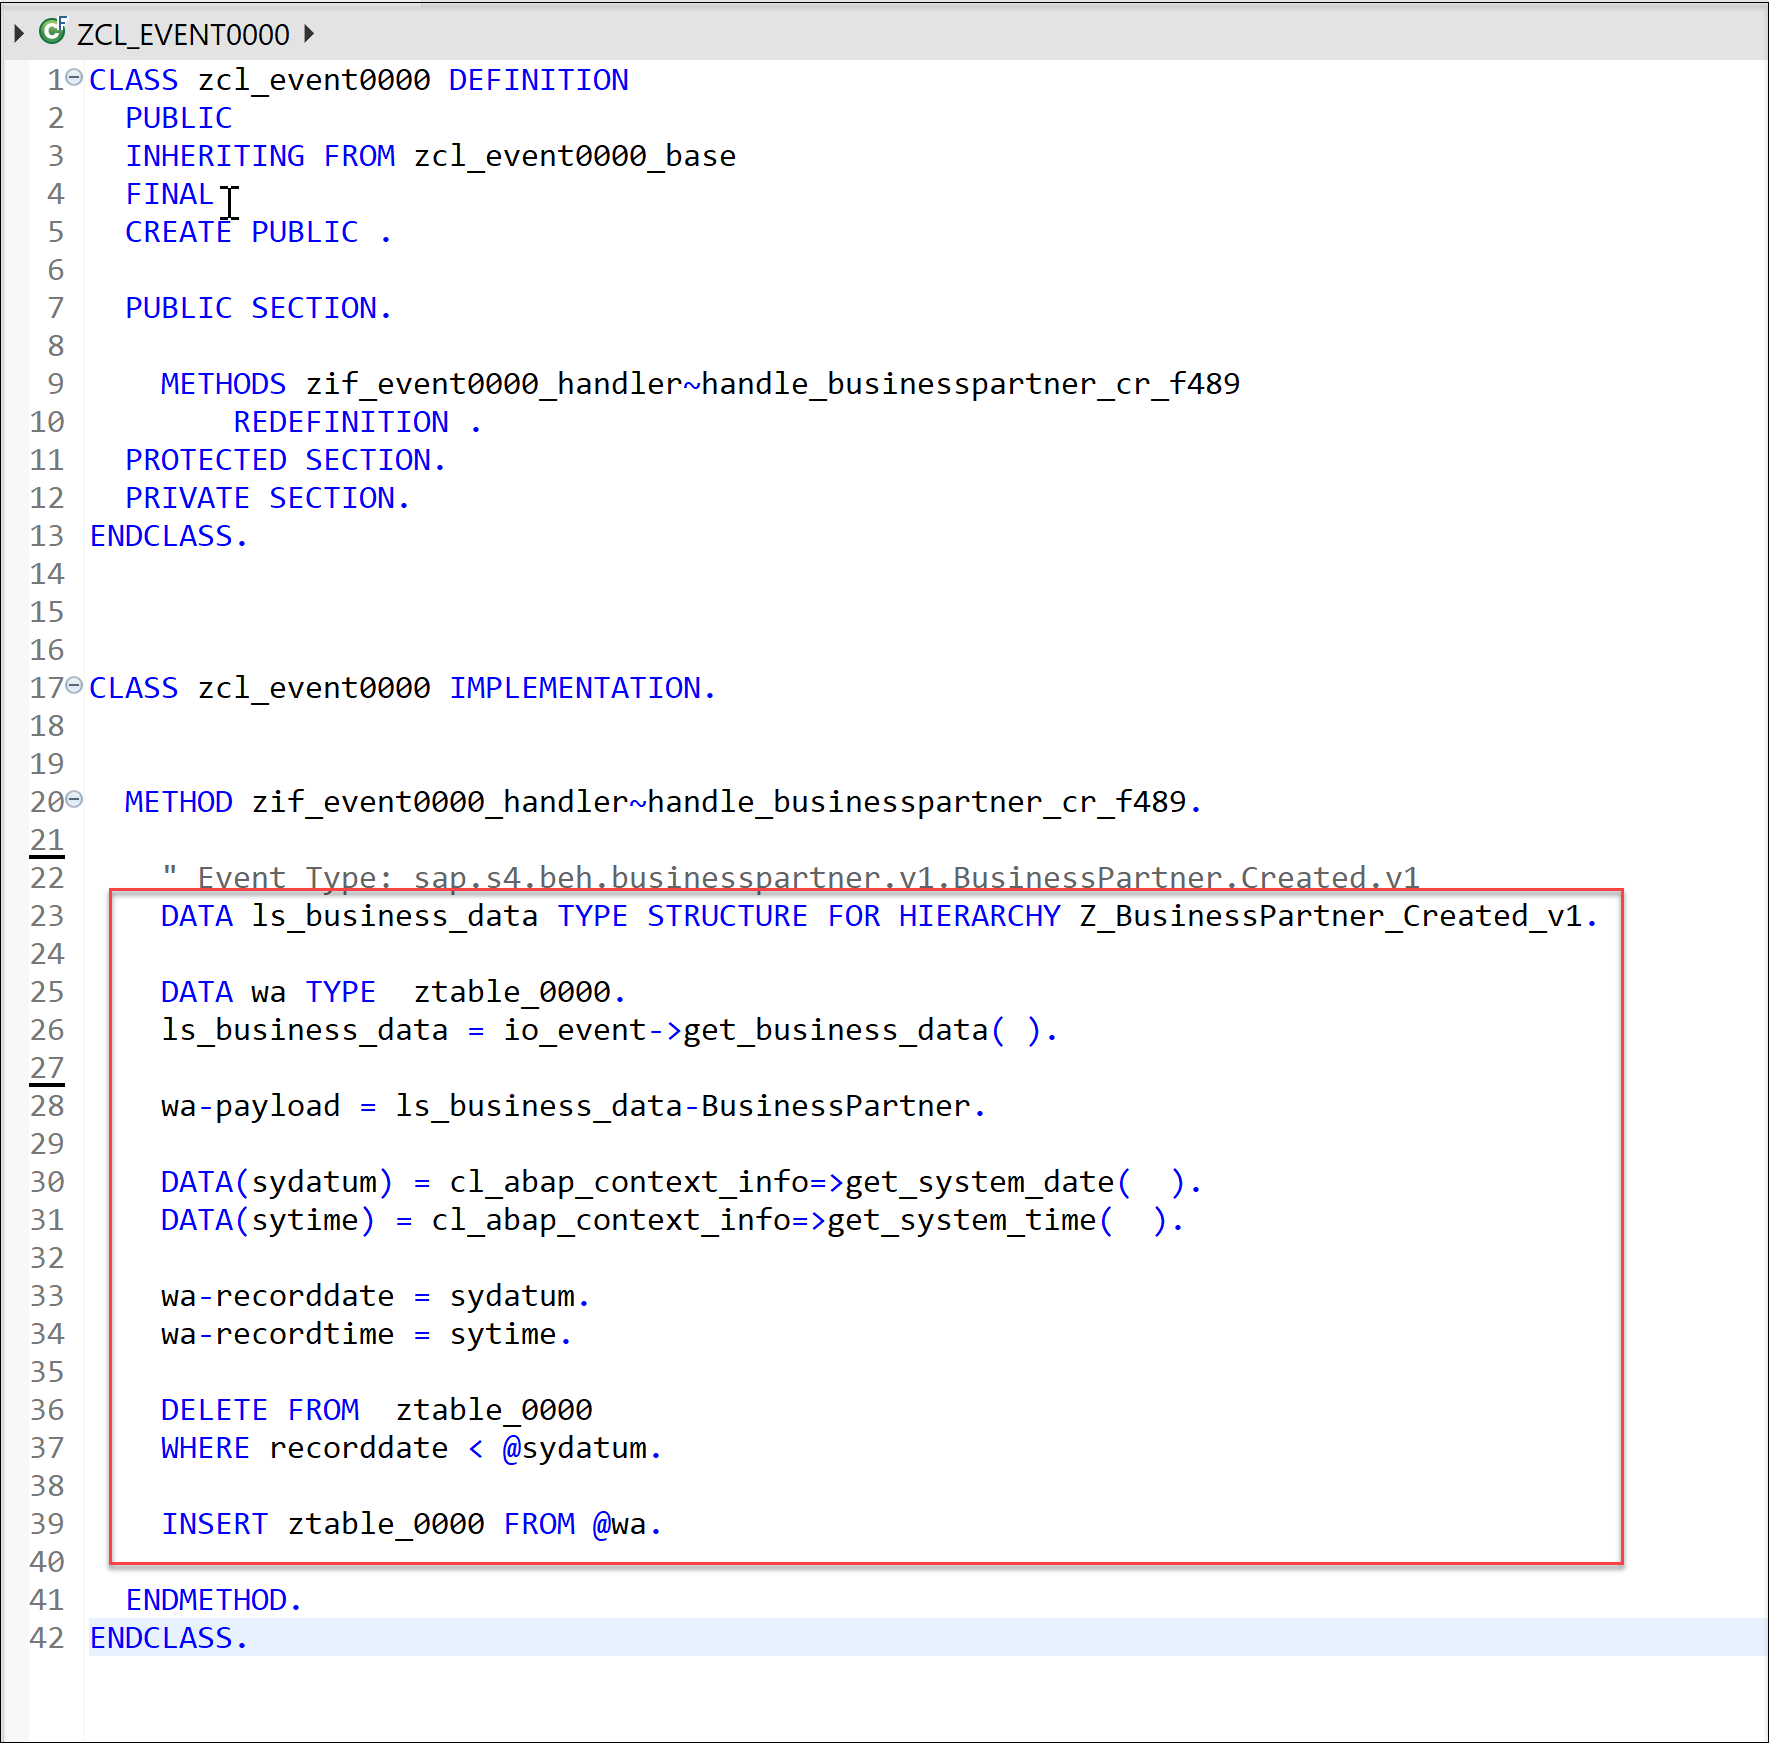 ZCL_EVENT0000
1 CLASS zcl_event0000 DEFINITION
2 PUBLIC
3 INHERITING FROM zcl_event0000_base
4 FINAL
5 CREATE PUBLIC .
6
7 PUBLIC SECTION.
8
9 METHODS zif_event0000_handler~handle_businesspartner_cr_f489
10 REDEFINITION .
11 PROTECTED SECTION.
12 PRIVATE SECTION.
13 ENDCLASS.
14
15
16
17 CLASS zcl_event0000 IMPLEMENTATION.
18
19
20 METHOD zif_event0000_handler~handle_businesspartner_cr_f489.
21
22 " Event Type: sap.s4.beh.businesspartner.v1.BusinessPartner.Created.v1
23 DATA ls_business_data TYPE STRUCTURE FOR HIERARCHY Z_BusinessPartner_Created_v1.
24
25 DATA wa TYPE  ztable_0000.
26 ls_business_data = io_event->get_business_data( ).
27
28 wa-payload = ls_business_data-BusinessPartner.
29
30 DATA(sydatum) = cl_abap_context_info=>get_system_date(  ).
31 DATA(sytime) = cl_abap_context_info=>get_system_time(  ).
32
33 wa-recorddate = sydatum.
34 wa-recordtime = sytime.
35
36 DELETE FROM  ztable_0000
37 WHERE recorddate < @sydatum.
38
39 INSERT ztable_0000 FROM @wa.
40
41 ENDMETHOD.
42 ENDCLASS.